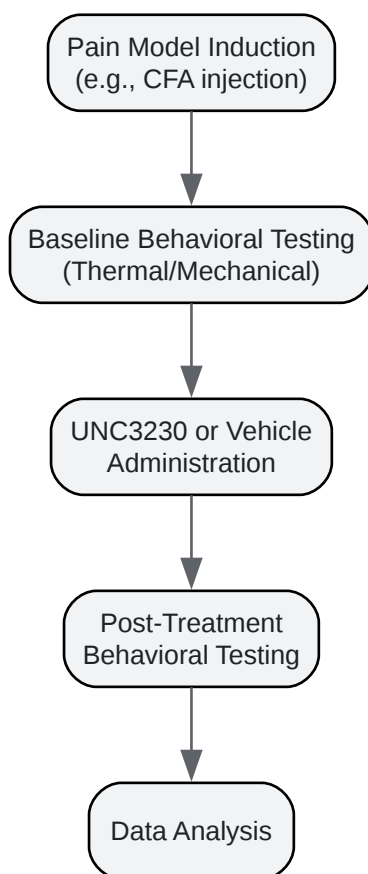 Pain Model Induction
(e.g., CFA injection)
Baseline Behavioral Testing
(Thermal/Mechanical)
UNC3230 or Vehicle
Administration
Post-Treatment
Behavioral Testing
Data Analysis